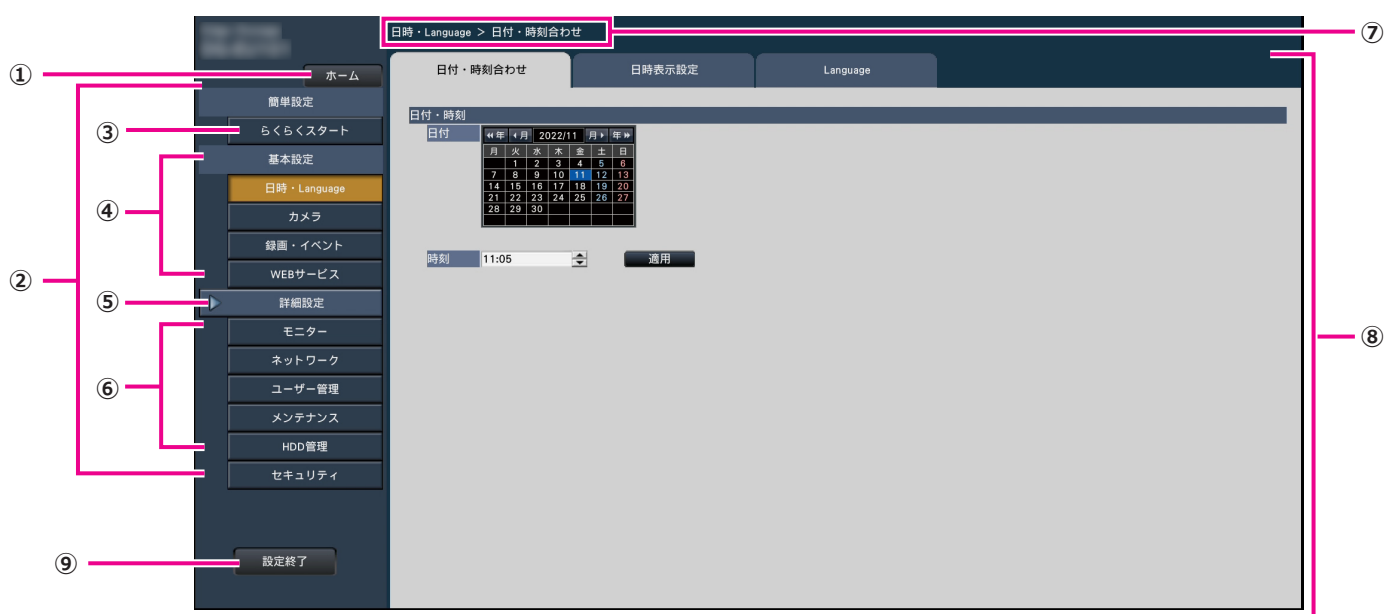 日時・Language > 日付・時刻合わせ
⑦
① ホーム
日付・時刻合わせ 日時表示設定 Language
⑧
②
簡単設定
③ らくらくスタート
④ 基本設定
日時・Language
カメラ
録画・イベント
WEBサービス
⑤ 詳細設定
⑥ モニター
ネットワーク
ユーザー管理
メンテナンス
HDD管理
セキュリティ
⑨ 設定終了
日付・時刻
日付 年 月 2022/11 月 年
月 火 水 木 金 土 日
1 2 3 4 5 6
7 8 9 10 11 12 13
14 15 16 17 18 19 20
21 22 23 24 25 26 27
28 29 30
時刻 11:05 適用